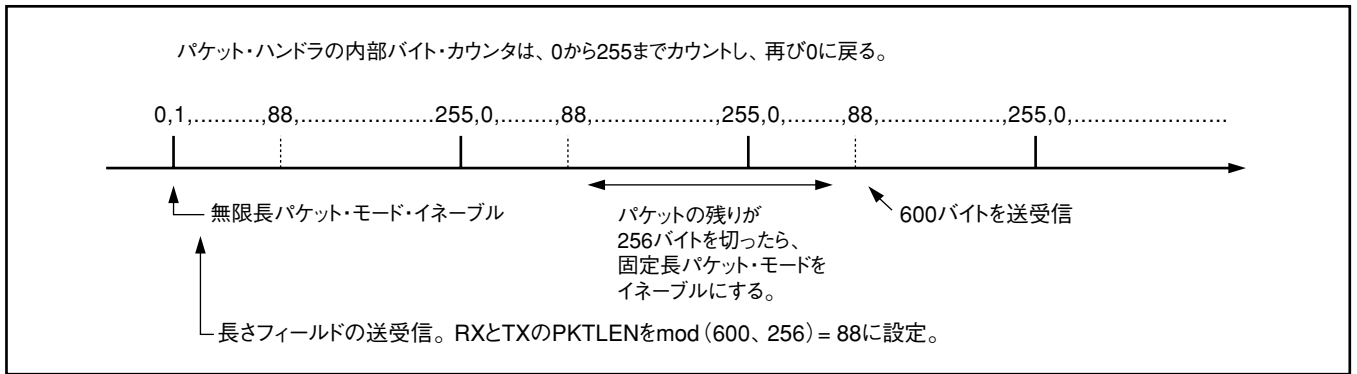 パケット・ハンドラの内部バイト・カウンタは、0から255までカウントし、再び0に戻る。
0,1,..........,88,.......................255,0,........,88,......................,255,0,........,88,.....................,255,0,......................
無限長パケット・モード・イネーブル
パケットの残りが
256バイトを切ったら、
固定長パケット・モードを
イネーブルにする。
600バイトを送受信
長さフィールドの送受信。RXとTXのPKTLENをmod（600、256）= 88に設定。